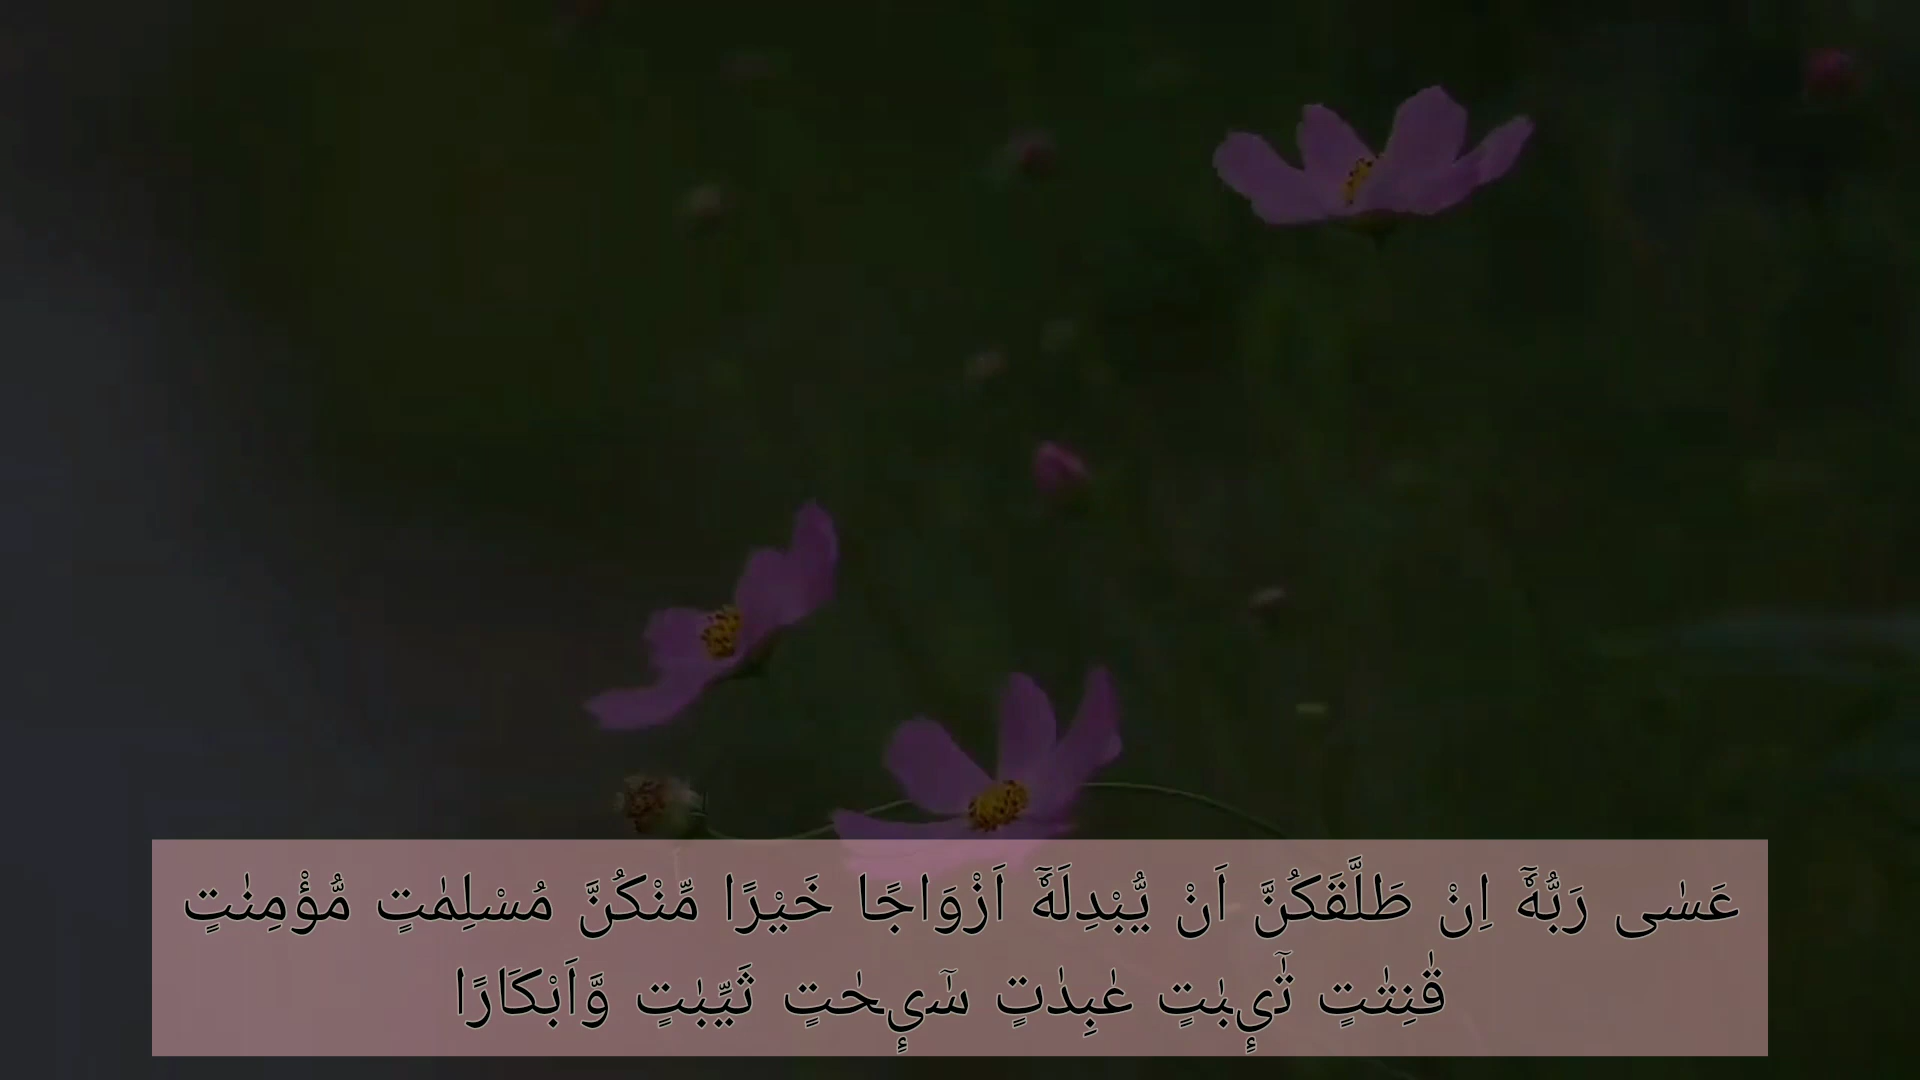 عَسٰى رَبُّهٗٓ اِنْ طَلَّقَكُنَّ اَنْ يُّبْدِلَهٗٓ اَزْوَاجًا خَيْرًا مِّنْكُنَّ مُسْلِمٰتٍ مُّؤْمِنٰتٍ
قٰنِتٰتٍ تٰٓىِٕبٰتٍ عٰبِدٰتٍ سٰٓىِٕحٰتٍ ثَيِّبٰتٍ وَّاَبْكَارًا